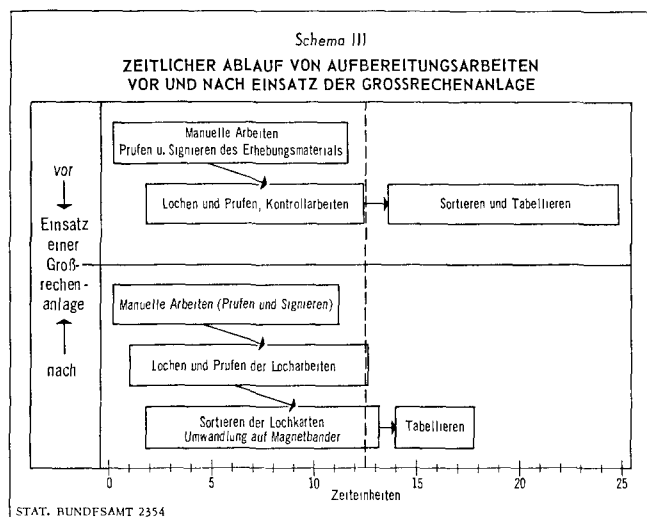 Schema III
ZEITLICHER ABLAUF VON AUFBEREITUNGSARBEITEN
VOR UND NACH EINSATZ DER GROSSRECHENANLAGE
vor
Einsatz
einer
Groß-
rechen-
anlage
nach
Manuelle Arbeiten
Prufen u. Signieren des Erhebungsmaterials
Lochen und Prufen, Kontrollarbeiten
Sortieren und Tabellieren
Manuelle Arbeiten (Prufen und Signieren)
Lochen und Prufen der Locharbeiten
Sortieren der Lochkarten
Umwandlung auf Magnetbander
Tabellieren
0 5 10 15 20 25
Zeiteinheiten
STAT. BUNDESAMT 2354